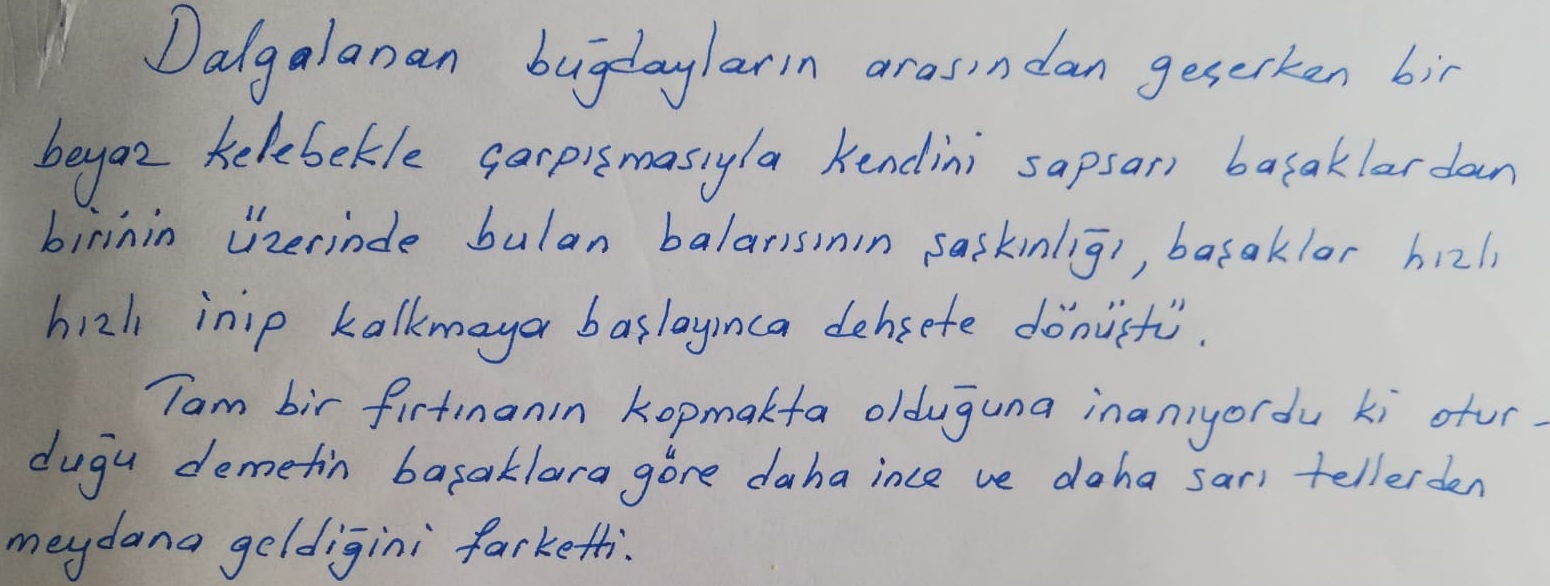 Dalgalanan buğdayların arasından geçerken bir
beyaz kelebekle çarpışmasıyla kendini sapsarı başaklardan
birinin üzerinde bulan balarısının şaşkınlığı, başaklar hızlı
hızlı inip kalkmaya başlayınca dehşete dönüştü.
Tam bir fırtınanın kopmakta olduğuna inanıyordu ki otur-
duğu demetin başaklara göre daha ince ve daha sarı tellerden
meydana geldiğini farketti.